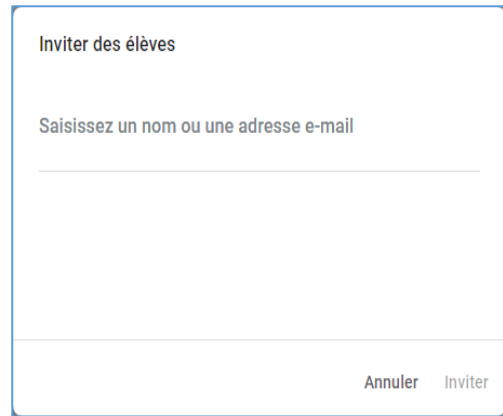 Inviter des élèves
Saisissez un nom ou une adresse e-mail
Annuler Inviter